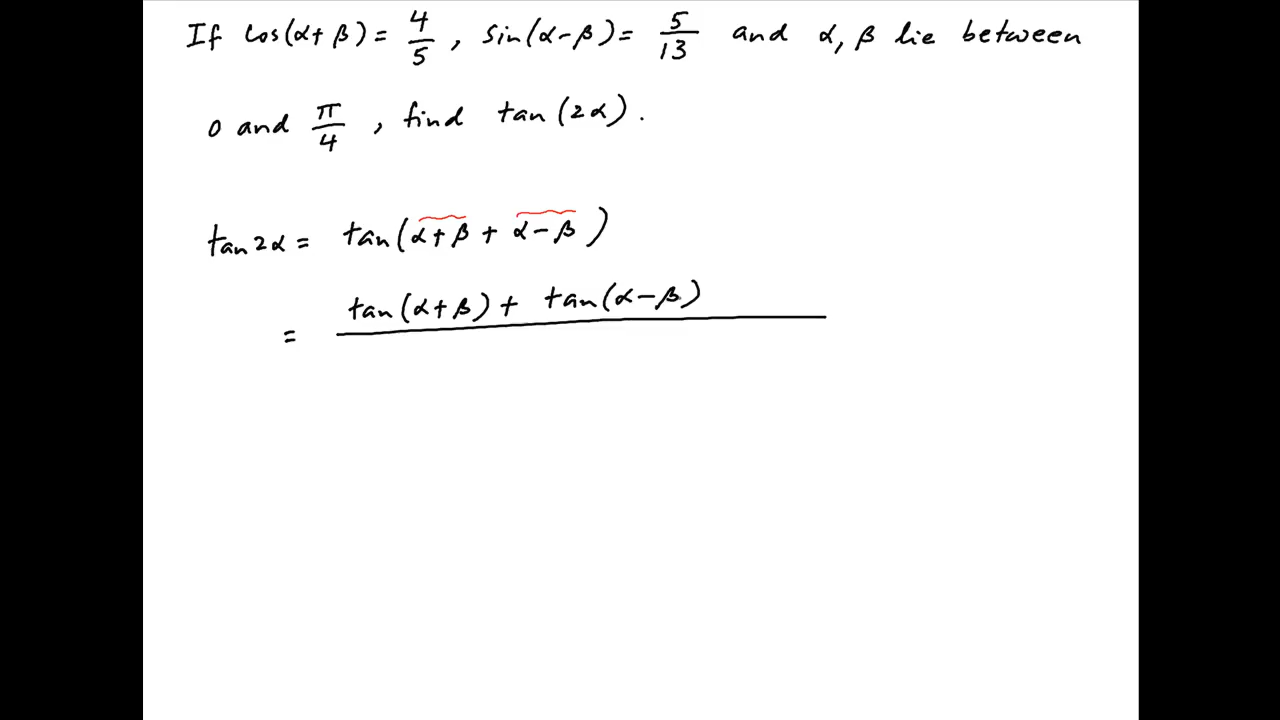 If cos(α+β) = 4/5, sin(α-β) = 5/13 and α, β lie between
0 and π/4, find tan(2α).
tan 2α = tan(α+β + α-β)
= tan(α+β) + tan(α-β)